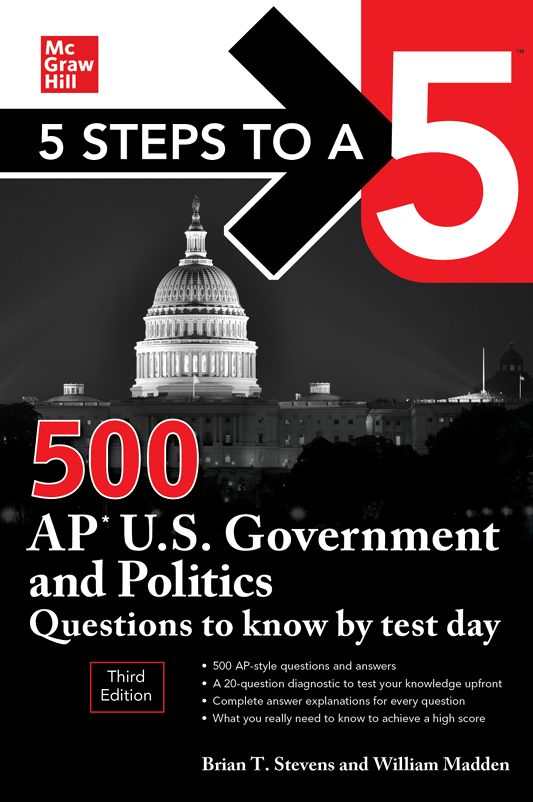 Mc
Graw
Hill
5 STEPS TO A
5™
500
AP* U.S. Government
and Politics
Questions to know by test day
Third
Edition
• 500 AP-style questions and answers
• A 20-question diagnostic to test your knowledge upfront
• Complete answer explanations for every question
• What you really need to know to achieve a high score
Brian T. Stevens and William Madden